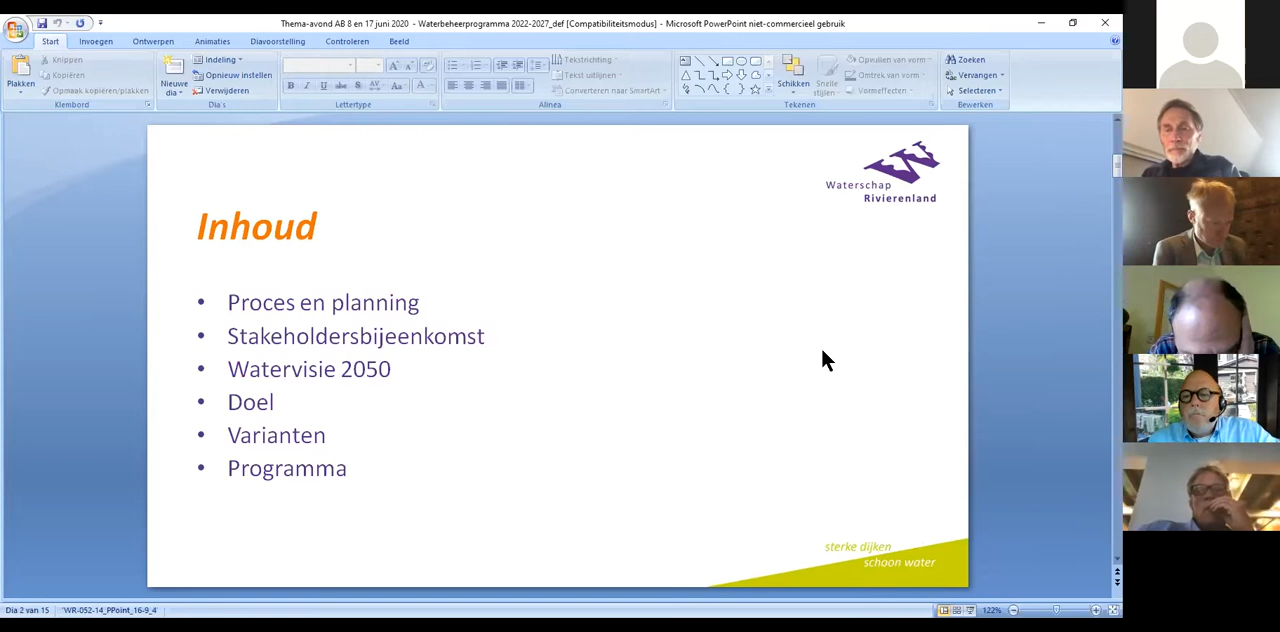 Thema-avond AB 8 en 17 juni 2020 - Waterbeheerprogramma 2022-2027_def [Compatibiliteitsmodus] - Microsoft PowerPoint niet-commercieel gebruik
Start Invoegen Ontwerpen Animaties Diavoorstelling Controleren Beeld
Plakken
Knippen
Kopiëren
Opmaak kopiëren/plakken
Klembord
Nieuwe
dia
Indeling
Opnieuw instellen
Verwijderen
Dia's
B I U abc S AV Aa A
Lettertype
Tekstrichting
Tekst uitlijnen
Converteren naar SmartArt
Alinea
Schikken
Snelle
stijlen
Opvulien van vorm
Omtrek van vorm
Vormeffecten
Tekenen
Zoeken
Vervangen
Selecteren
Bewerken
Waterschap
Rivierenland
Inhoud
• Proces en planning
• Stakeholdersbijeenkomst
• Watervisie 2050
• Doel
• Varianten
• Programma
sterke dijken
schoon water
Dia 2 van 15 'WR-052-14_PPoint_16-9_4' 122%